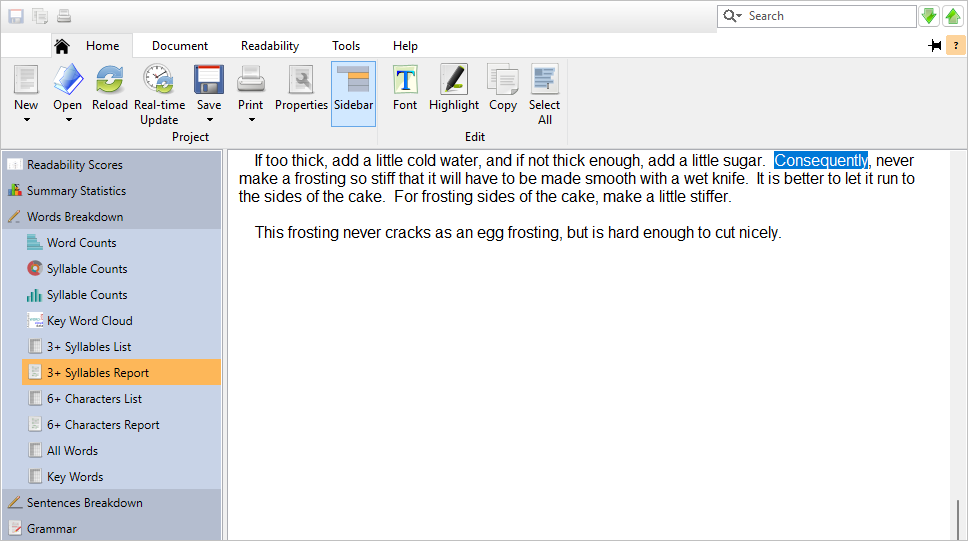 Search
Home Document Readability Tools Help
?
New Open Reload Real-time Update Save Print Properties Sidebar Font Highlight Copy Select All
Project Edit
Readability Scores
Summary Statistics
Words Breakdown
Word Counts
Syllable Counts
Syllable Counts
Key Word Cloud
3+ Syllables List
3+ Syllables Report
6+ Characters List
6+ Characters Report
All Words
Key Words
Sentences Breakdown
Grammar
If too thick, add a little cold water, and if not thick enough, add a little sugar.  Consequently, never
make a frosting so stiff that it will have to be made smooth with a wet knife.  It is better to let it run to
the sides of the cake.  For frosting sides of the cake, make a little stiffer.
This frosting never cracks as an egg frosting, but is hard enough to cut nicely.